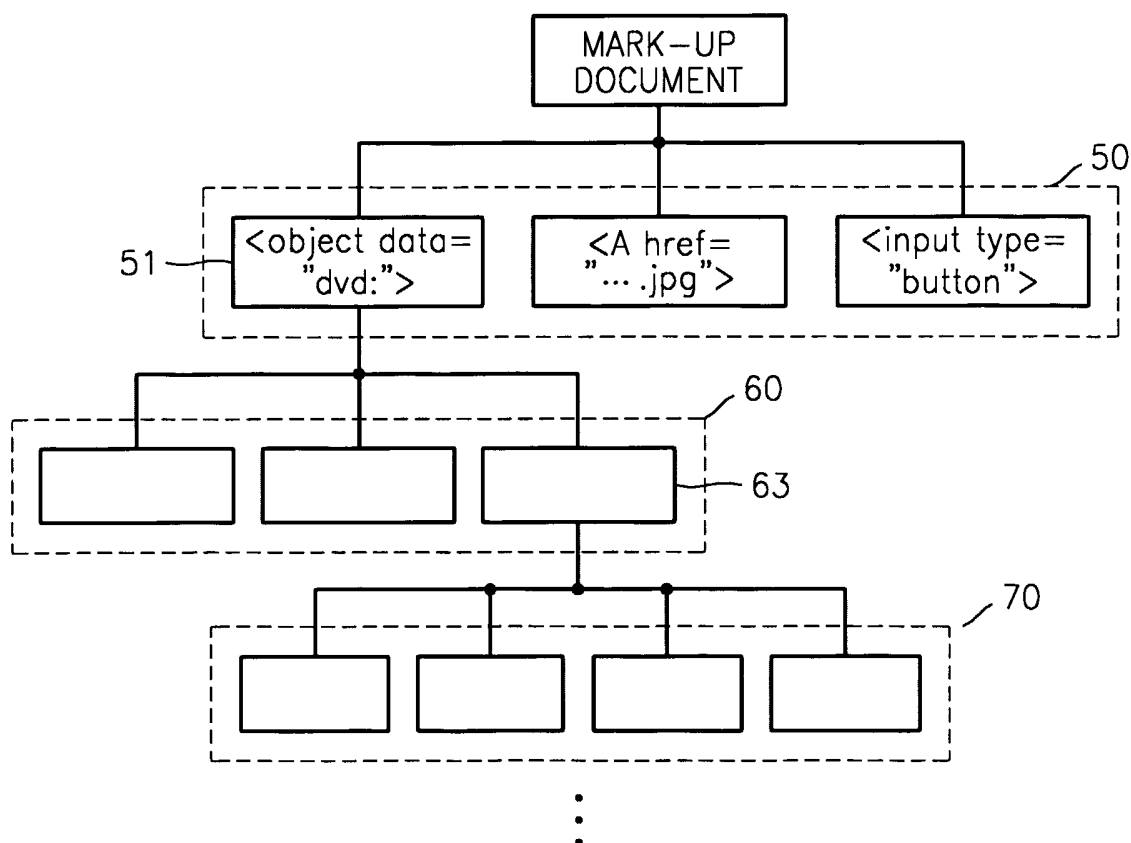 MARK-UP
DOCUMENT
50
51
<object data=
"dvd:">
<A href=
"... .jpg">
<input type=
"button">
60
63
70